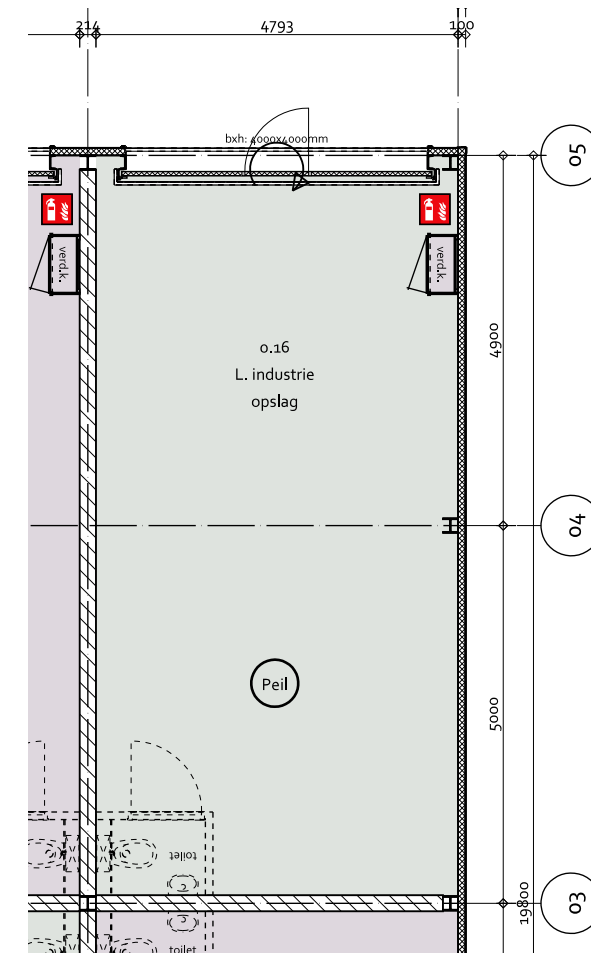 214
4793
100
bxh: 4000x4000mm
05
verd.k.
verd.k.
0.16
L. industrie
opslag
4900
04
Peil
5000
toilet
c
c
toilet
19800
03